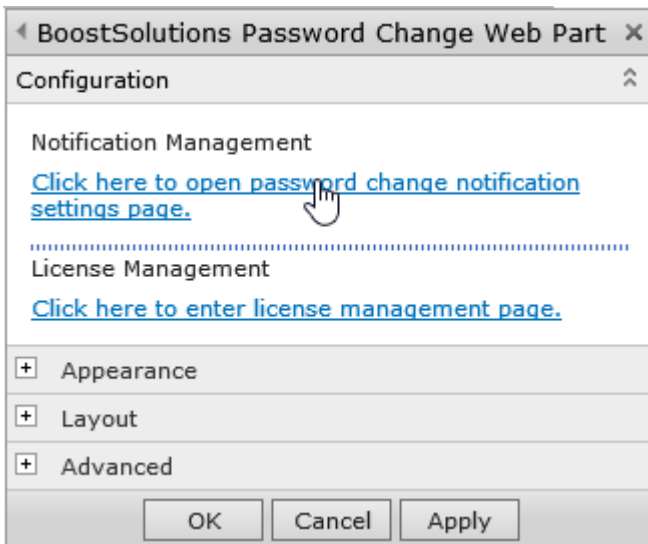 BoostSolutions Password Change Web Part
Configuration
Notification Management
Click here to open password change notification
settings page.
License Management
Click here to enter license management page.
Appearance
Layout
Advanced
OK Cancel Apply